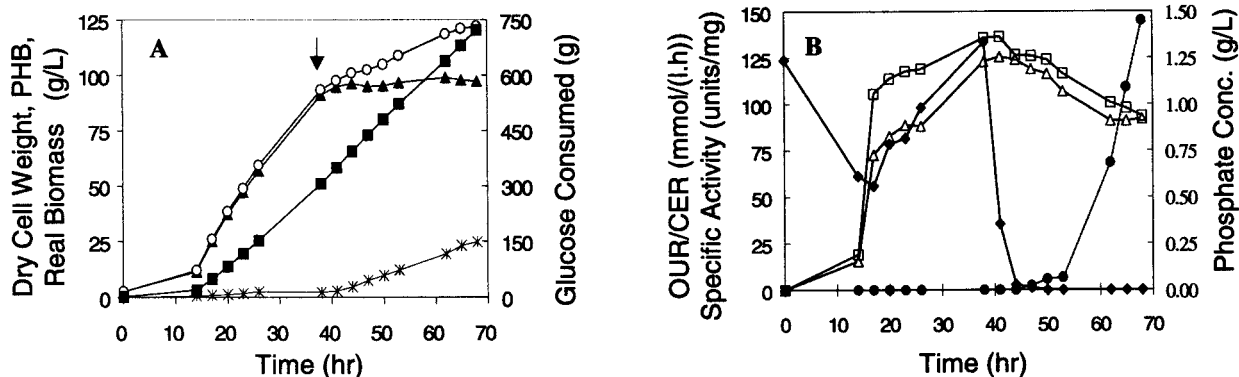 A
Dry Cell Weight, PHB,
Real Biomass (g/L)
125
100
75
50
25
0
750
600
450
300
150
0
Glucose Consumed (g)
0 10 20 30 40 50 60 70
Time (hr)
B
OUR/CER (mmol/(l.h))
Specific Activity (units/mg)
150
125
100
75
50
25
0
1.50
1.25
1.00
0.75
0.50
0.25
0.00
Phosphate Conc. (g/L)
0 10 20 30 40 50 60 70
Time (hr)